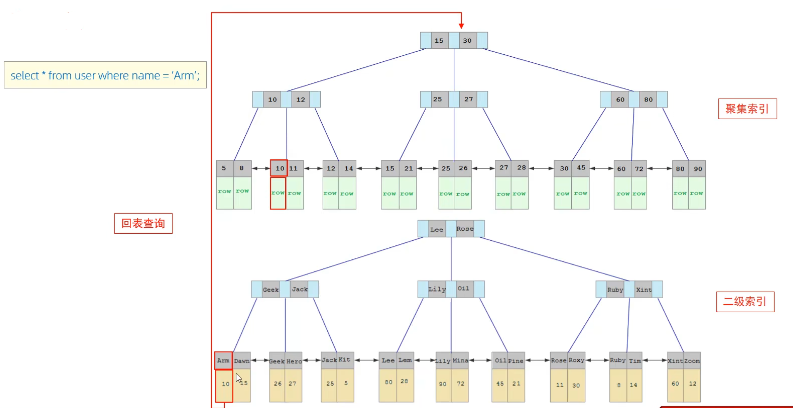 15 30
select * from user where name = 'Arm';
10 12
25 27
60 80
聚集索引
5 8 10 11 12 14 15 21 25 26 27 28 30 45 60 72 80 90
row row row row row row row row row row row row row row row row row row
回表查询
Lee Rose
Geek Jack
Lily Oil
Ruby Xint
二级索引
Arm Dawn Geek Hero Jack Kit Lee Lem Lily Mina Oil Pins Rose Roxy Ruby Tim Xint Zoom
10 15 26 27 25 5 80 28 90 72 45 21 11 30 8 14 60 12